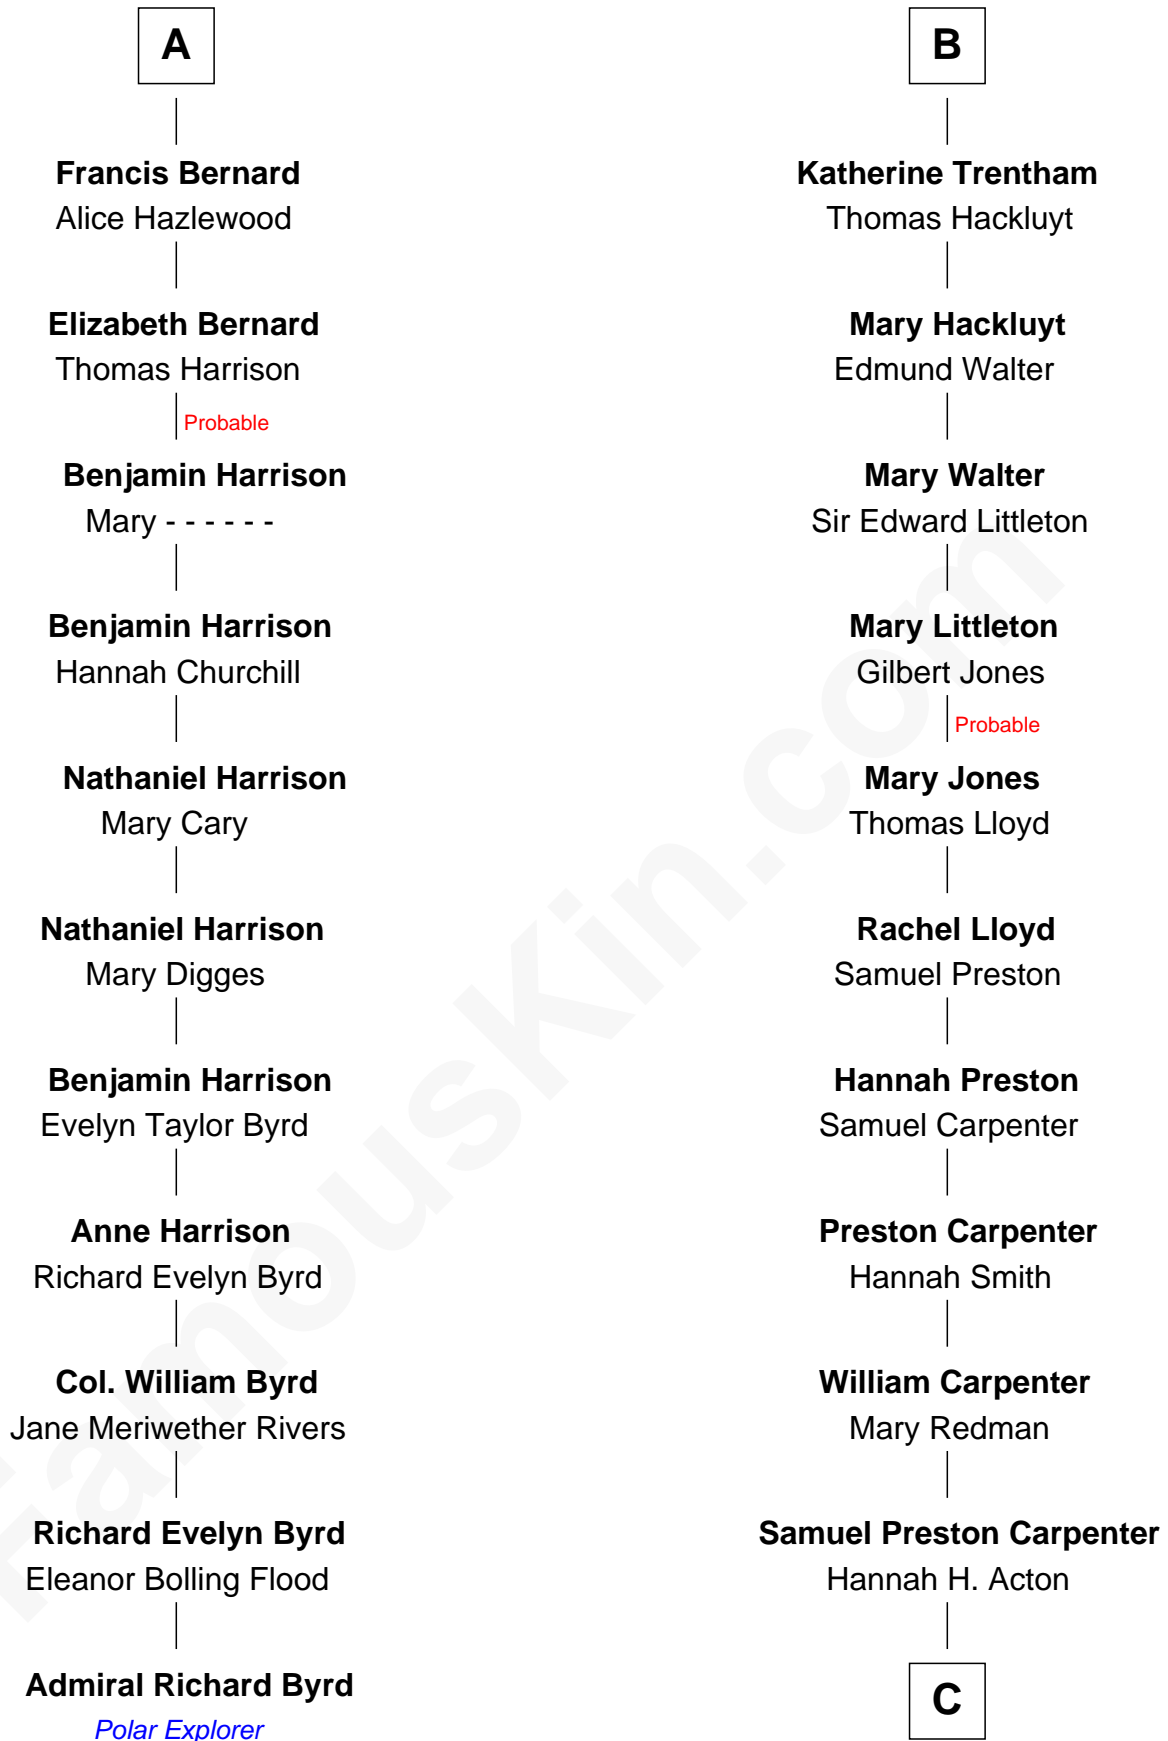 A
Francis Bernard
Alice Hazlewood
Elizabeth Bernard
Thomas Harrison
Probable
Benjamin Harrison
Mary - - - - - -
Benjamin Harrison
Hannah Churchill
Nathaniel Harrison
Mary Cary
Nathaniel Harrison
Mary Digges
Benjamin Harrison
Evelyn Taylor Byrd
Anne Harrison
Richard Evelyn Byrd
Col. William Byrd
Jane Meriwether Rivers
Richard Evelyn Byrd
Eleanor Bolling Flood
Admiral Richard Byrd
Polar Explorer
B
Katherine Trentham
Thomas Hackluyt
Mary Hackluyt
Edmund Walter
Mary Walter
Sir Edward Littleton
Mary Littleton
Gilbert Jones
Probable
Mary Jones
Thomas Lloyd
Rachel Lloyd
Samuel Preston
Hannah Preston
Samuel Carpenter
Preston Carpenter
Hannah Smith
William Carpenter
Mary Redman
Samuel Preston Carpenter
Hannah H. Acton
C
FamousKin.com